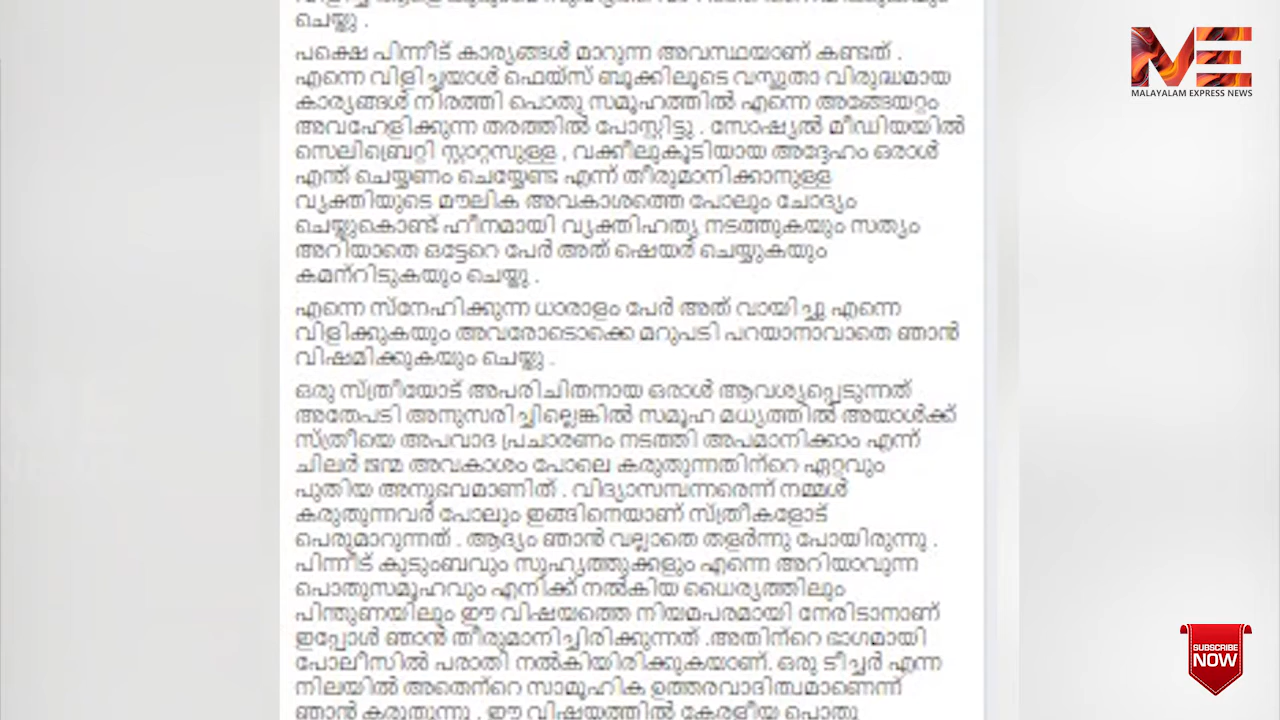 ചെയ്തു .
പക്ഷെ പിന്നീട് കാര്യങ്ങൾ മാറുന്ന അവസ്ഥയാണ് കണ്ടത് .
എന്നെ വിളിച്ചയാൾ ഫെയ്സ് ബൂക്കിലൂടെ വസ്തുതാ വിരുദ്ധമായ
കാര്യങ്ങൾ നിരത്തി പൊതു സമൂഹത്തിൽ എന്നെ അങ്ങേയറ്റം
അവഹേളിക്കുന്ന തരത്തിൽ പോസ്റ്റിട്ടു . സോഷ്യൽ മീഡിയയിൽ
സെലിബ്രെറ്റി സ്റ്റാറ്റസുള്ള , വക്കീലുകൂടിയായ അദ്ദേഹം ഒരാൾ
എന്ത് ചെയ്യണം ചെയ്യേണ്ട എന്ന് തീരുമാനിക്കാനുള്ള
വ്യക്തിയുടെ മൗലിക അവകാശത്തെ പോലും ചോദ്യം
ചെയ്തുകൊണ്ട് ഹീനമായി വ്യക്തിഹത്യ നടത്തുകയും സത്യം
അറിയാതെ ഒട്ടേറെ പേർ അത് ഷെയർ ചെയ്യുകയും
കമന്റിടുകയും ചെയ്തു .
എന്നെ സ്നേഹിക്കുന്ന ധാരാളം പേർ അത് വായിച്ചു എന്നെ
വിളിക്കുകയും അവരോടൊക്കെ മറുപടി പറയാനാവാതെ ഞാൻ
വിഷമിക്കുകയും ചെയ്തു .
ഒരു സ്ത്രീയോട് അപരിചിതനായ ഒരാൾ ആവശ്യപ്പെടുന്നത്
അതേപടി അനുസരിച്ചില്ലെങ്കിൽ സമൂഹ മധ്യത്തിൽ അയാൾക്ക്
സ്ത്രീയെ അപവാദ പ്രചാരണം നടത്തി അപമാനിക്കാം എന്ന്
ചിലർ ജന്മ അവകാശം പോലെ കരുതുന്നതിന്റെ ഏറ്റവും
പുതിയ അനുഭവമാണിത് . വിദ്യാസമ്പന്നരെന്ന് നമ്മൾ
കരുതുന്നവർ പോലും ഇങ്ങിനെയാണ് സ്ത്രീകളോട്
പെരുമാറുന്നത് . ആദ്യം ഞാൻ വല്ലാതെ തളർന്നു പോയിരുന്നു .
പിന്നീട് കുടുംബവും സുഹൃത്തുക്കളും എന്നെ അറിയാവുന്ന
പൊതുസമൂഹവും എനിക്ക് നൽകിയ ധൈര്യത്തിലും
പിന്തുണയിലും ഈ വിഷയത്തെ നിയമപരമായി നേരിടാനാണ്
ഇപ്പോൾ ഞാൻ തീരുമാനിച്ചിരിക്കുന്നത് .അതിന്റെ ഭാഗമായി
പോലീസിൽ പരാതി നൽകിയിരിക്കുകയാണ്. ഒരു ടീച്ചർ എന്ന
നിലയിൽ അതെന്റെ സാമൂഹിക ഉത്തരവാദിത്വമാണെന്ന്
ഞാൻ കരുതുന്നു . ഈ വിഷയത്തിൽ കേരളീയ പൊതു
ME
MALAYALAM EXPRESS NEWS
SUBSCRIBE
NOW